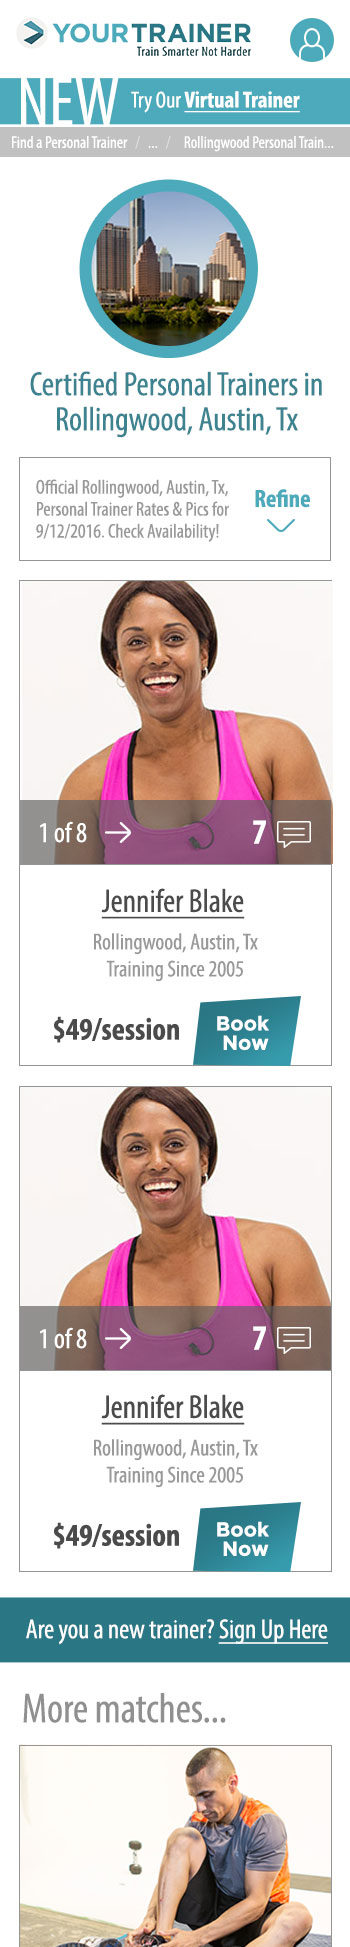 YOURTRAINER
Train Smarter Not Harder
NEW Try Our Virtual Trainer
Find a Personal Trainer / ... / Rollingwood Personal Train...
Certified Personal Trainers in
Rollingwood, Austin, Tx
Official Rollingwood, Austin, Tx,
Personal Trainer Rates & Pics for
9/12/2016. Check Availability!
Refine
1 of 8
7
Jennifer Blake
Rollingwood, Austin, Tx
Training Since 2005
$49/session
Book
Now
1 of 8
7
Jennifer Blake
Rollingwood, Austin, Tx
Training Since 2005
$49/session
Book
Now
Are you a new trainer? Sign Up Here
More matches...